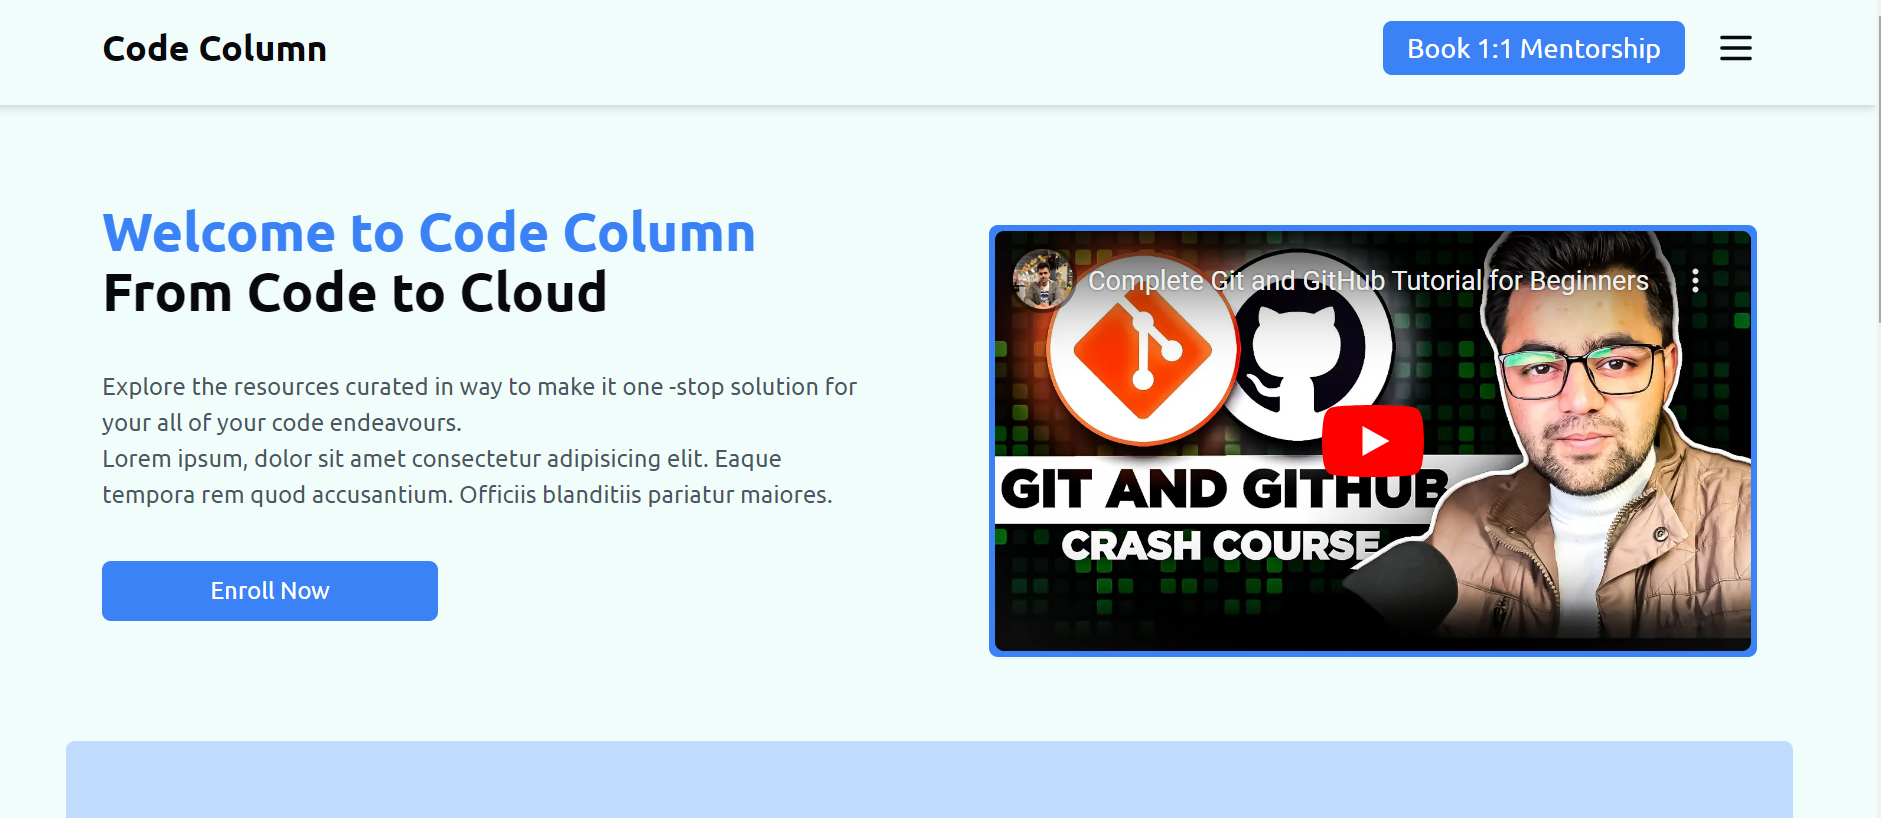 Code Column
Book 1:1 Mentorship
Welcome to Code Column
From Code to Cloud
Explore the resources curated in way to make it one -stop solution for
your all of your code endeavours.
Lorem ipsum, dolor sit amet consectetur adipisicing elit. Eaque
tempora rem quod accusantium. Officiis blanditiis pariatur maiores.
Enroll Now
Complete Git and GitHub Tutorial for Beginners
GIT AND GITHUB
CRASH COURSE